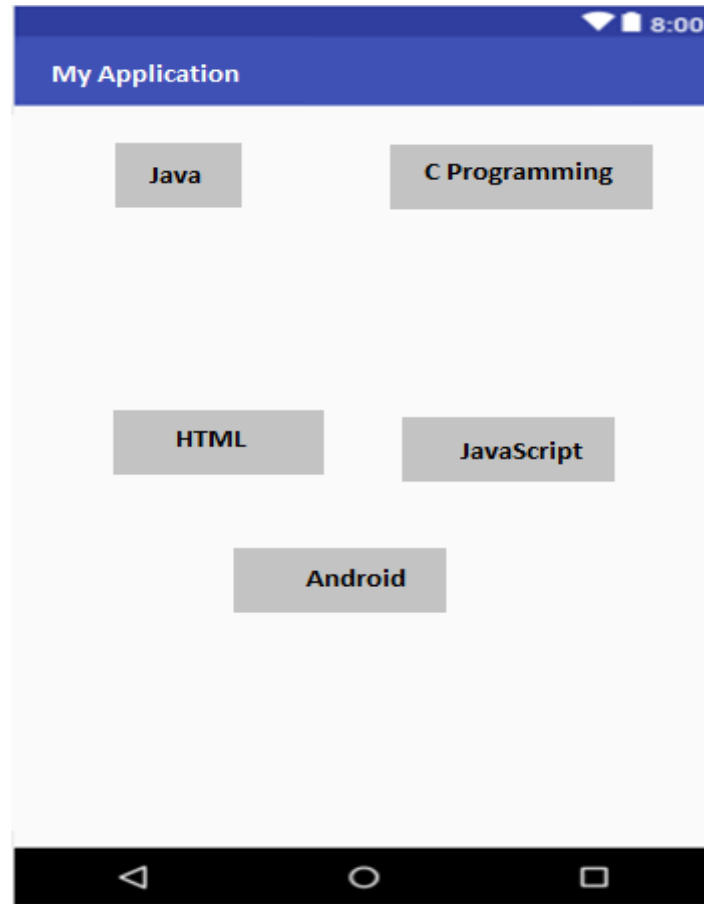 8:00
My Application
Java
C Programming
HTML
JavaScript
Android